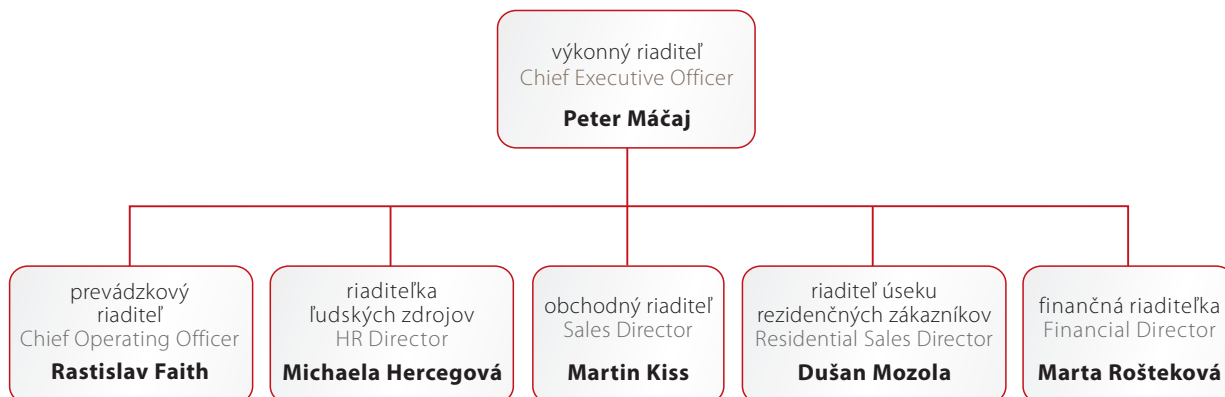 výkonný riaditeľ
Chief Executive Officer
Peter Máčaj
prevádzkový
riaditeľ
Chief Operating Officer
Rastislav Faith
riaditeľka
ľudských zdrojov
HR Director
Michaela Hercegová
obchodný riaditeľ
Sales Director
Martin Kiss
riaditeľ úseku
rezidenčných zákazníkov
Residential Sales Director
Dušan Mozola
finančná riaditeľka
Financial Director
Marta Rošteková